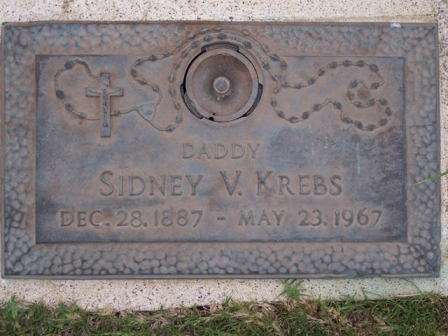 DADDY
SIDNEY V. KREBS
DEC. 28. 1887 - MAY 23. 1967